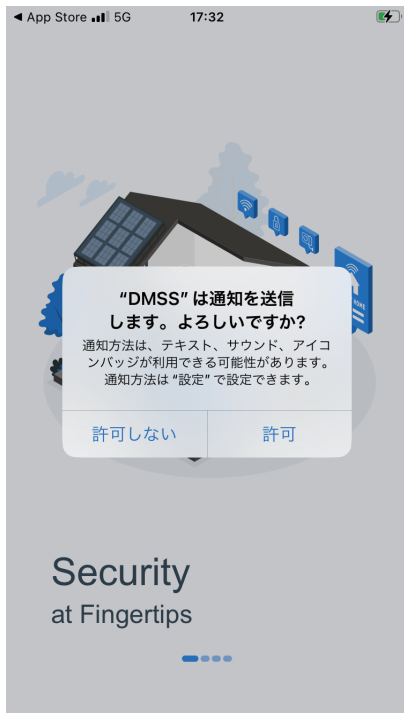 App Store 5G 17:32
HOME
“DMSS” は通知を送信
します。よろしいですか?
通知方法は、テキスト、サウンド、アイコ
ンバッジが利用できる可能性があります。
通知方法は “設定” で設定できます。
許可しない 許可
Security
at Fingertips